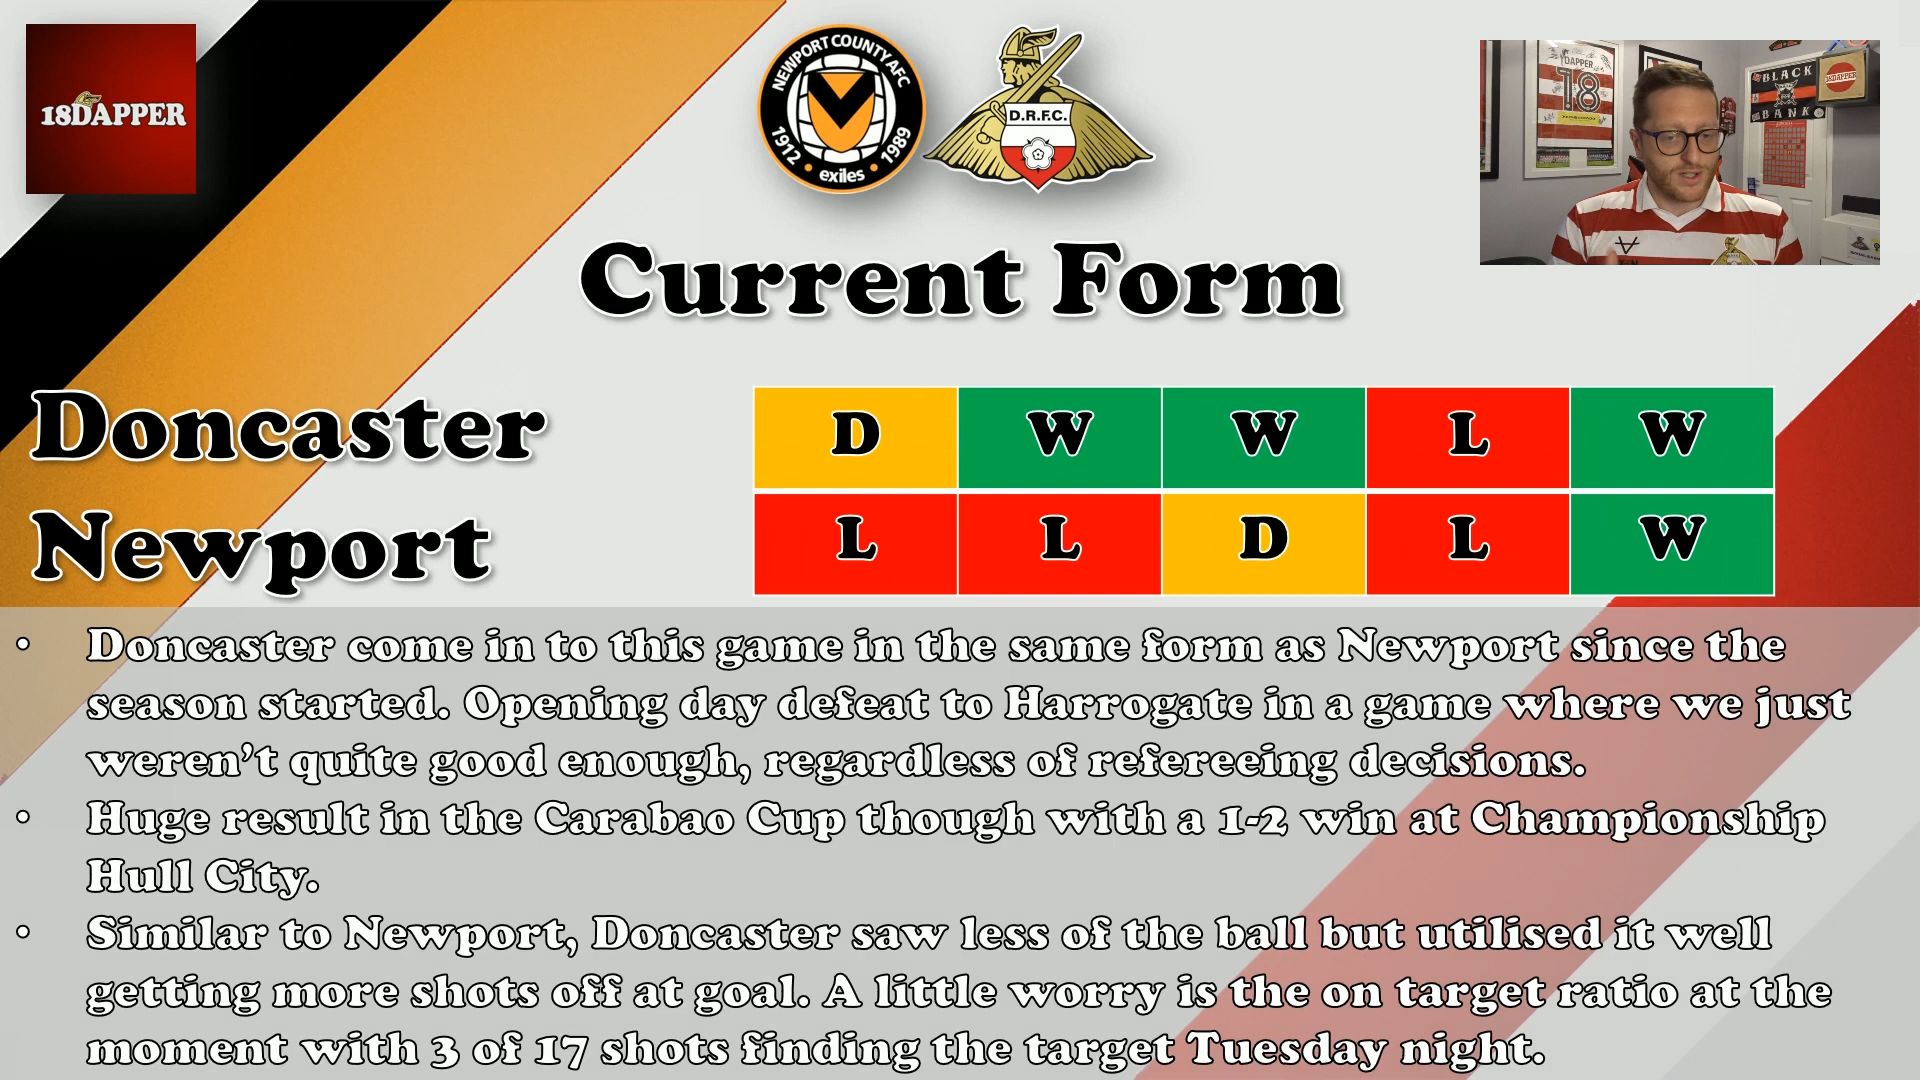 18DAPPER
NEWPORT COUNTY AFC
1912 • exiles • 1989
D.R.F.C.
DAPPER
18
BLACK
BANK
18DAPPER
Current Form
Doncaster D W W L W
Newport L L D L W
• Doncaster come in to this game in the same form as Newport since the
season started. Opening day defeat to Harrogate in a game where we just
weren't quite good enough, regardless of refereeing decisions.
• Huge result in the Carabao Cup though with a 1-2 win at Championship
Hull City.
• Similar to Newport, Doncaster saw less of the ball but utilised it well
getting more shots off at goal. A little worry is the on target ratio at the
moment with 3 of 17 shots finding the target Tuesday night.